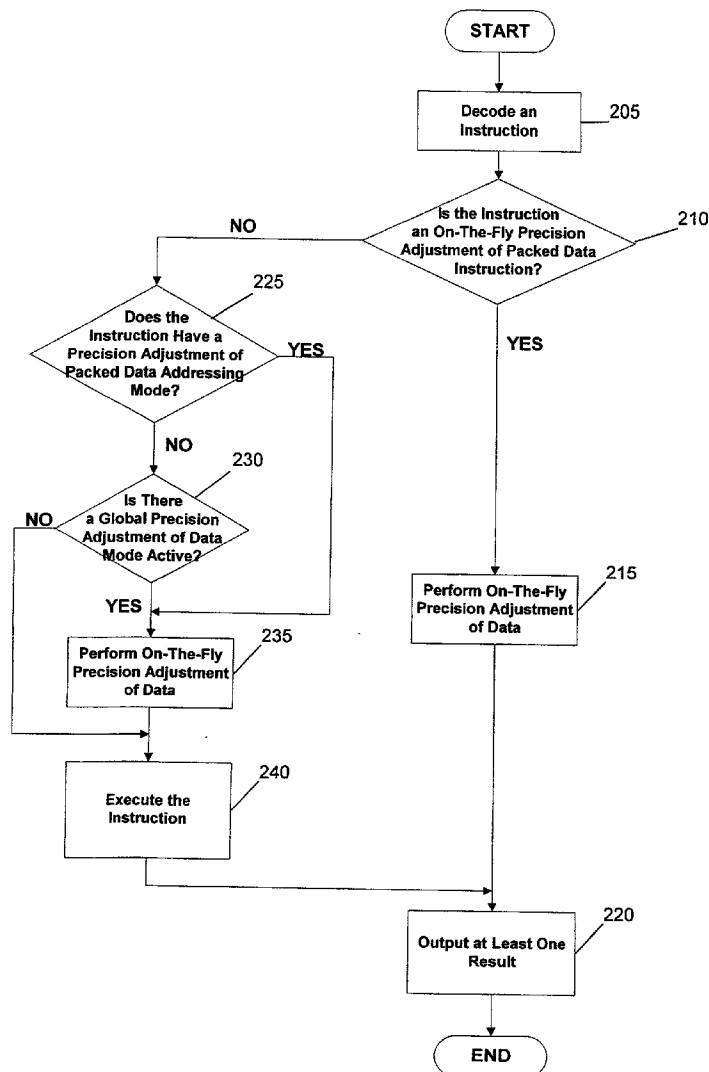 START
Decode an
Instruction
205
Is the Instruction
an On-The-Fly Precision
Adjustment of Packed Data
Instruction?
210
NO
YES
225
Does the
Instruction Have a
Precision Adjustment of
Packed Data Addressing
Mode?
YES
NO
230
Is There
a Global Precision
Adjustment of Data
Mode Active?
NO
YES
215
Perform On-The-Fly
Precision Adjustment
of Data
235
Perform On-The-Fly
Precision Adjustment
of Data
240
Execute the
Instruction
220
Output at Least One
Result
END